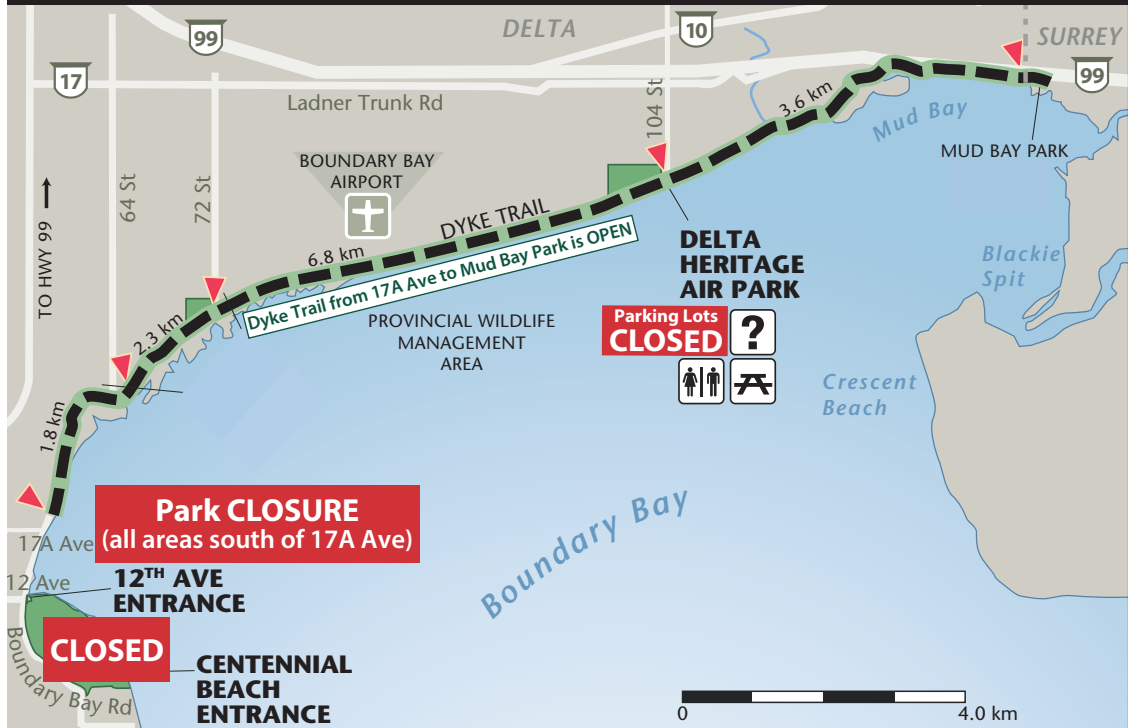 DELTA
SURREY
99
10
17
99
Ladner Trunk Rd
104 St
3.6 km
Mud Bay
MUD BAY PARK
BOUNDARY BAY
AIRPORT
TO HWY 99
64 St
72 St
DYKE TRAIL
6.8 km
Dyke Trail from 17A Ave to Mud Bay Park is OPEN
DELTA
HERITAGE
AIR PARK
Parking Lots
CLOSED
?
Blackie
Spit
2.3 km
PROVINCIAL WILDLIFE
MANAGEMENT
AREA
Crescent
Beach
1.8 km
Park CLOSURE
(all areas south of 17A Ave)
Boundary Bay
17A Ave
12 Ave
12TH AVE
ENTRANCE
CLOSED
Boundary Bay Rd
CENTENNIAL
BEACH
ENTRANCE
0
4.0 km